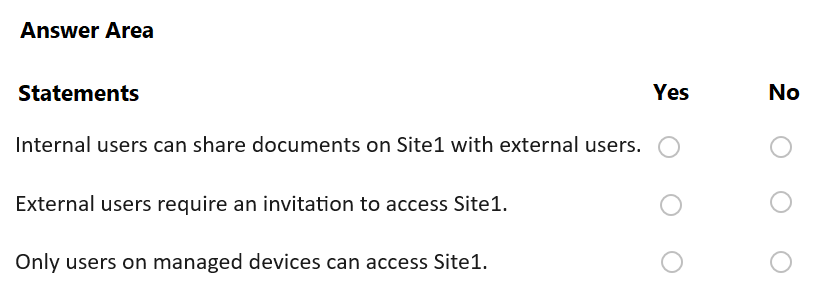 Answer Area
Statements Yes No
Internal users can share documents on Site1 with external users.
External users require an invitation to access Site1.
Only users on managed devices can access Site1.